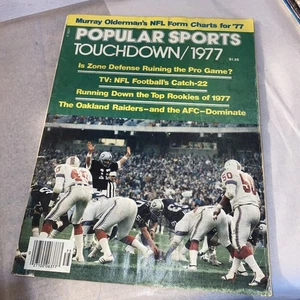 Murray Olderman's NFL Form Charts for '77
POPULAR SPORTS
TOUCHDOWN/1977
$1.25
Is Zone Defense Ruining the Pro Game?
TV: NFL Football's Catch-22
Running Down the Top Rookies of 1977
The Oakland Raiders—and the AFC—Dominate
50